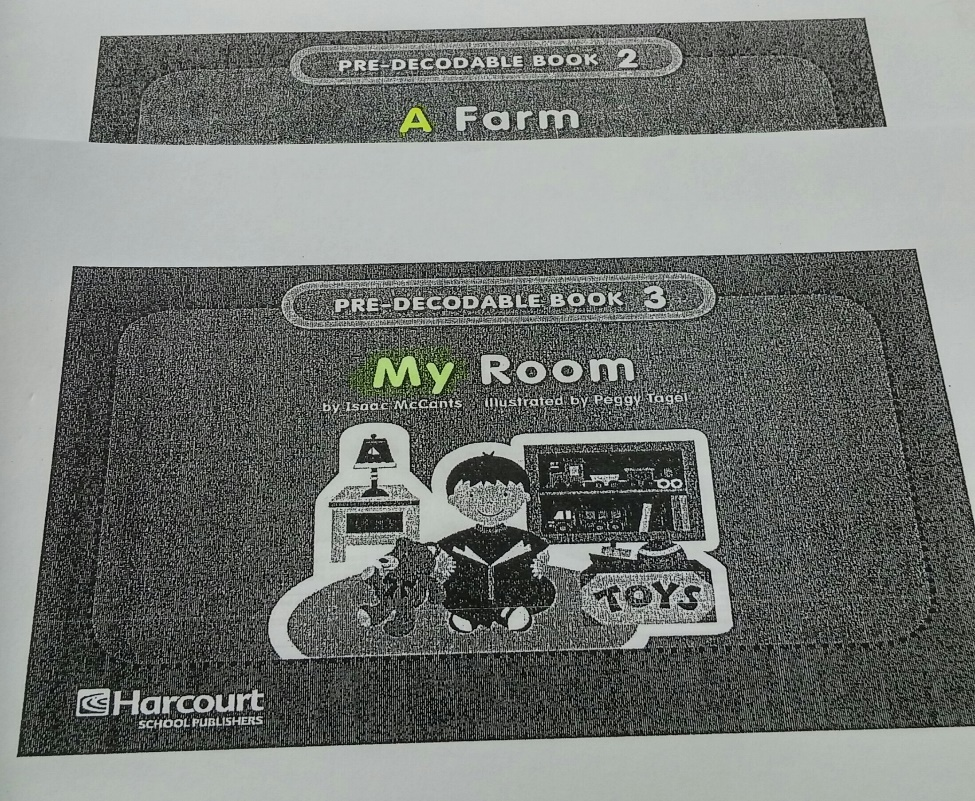 PRE-DECODABLE BOOK 2
A Farm
PRE-DECODABLE BOOK 3
My Room
by Isaac McCants illustrated by Peggy Tagel
TOYS
Harcourt
SCHOOL PUBLISHERS